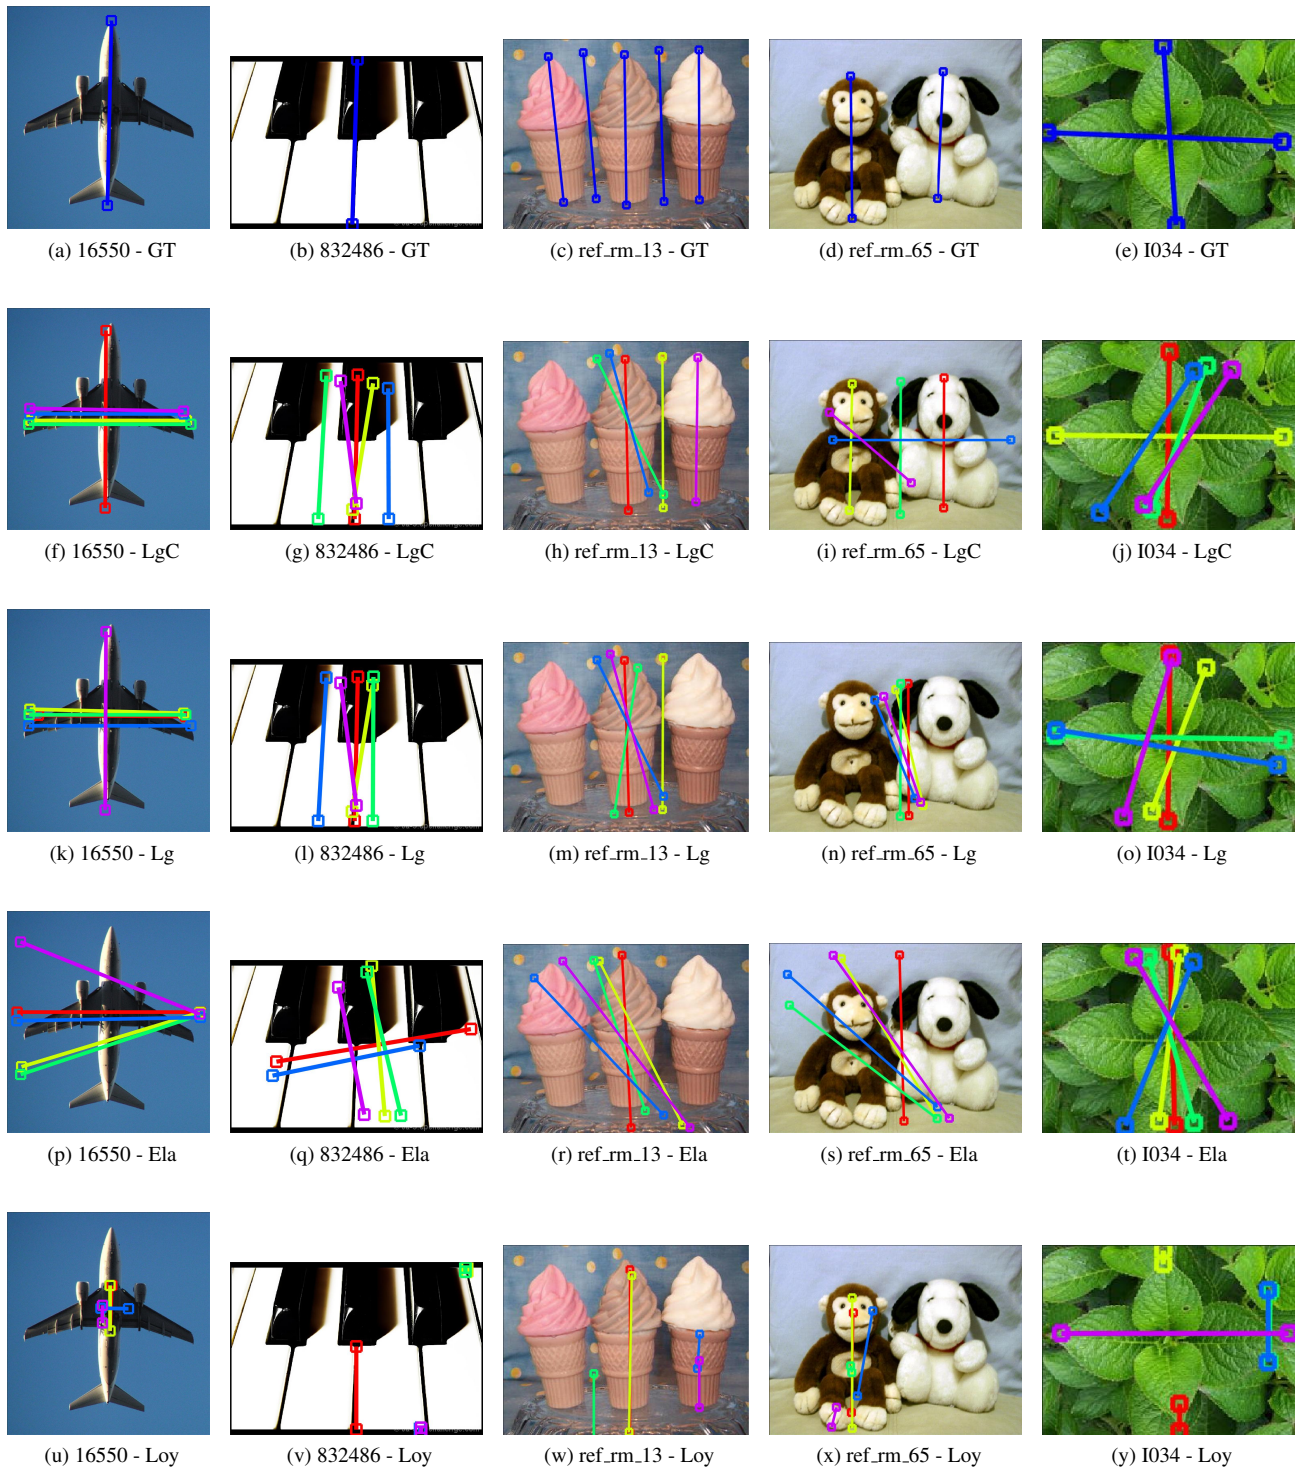 (a) 16550 - GT
(b) 832486 - GT
(c) ref_rm_13 - GT
(d) ref_rm_65 - GT
(e) I034 - GT
(f) 16550 - LgC
(g) 832486 - LgC
(h) ref_rm_13 - LgC
(i) ref_rm_65 - LgC
(j) I034 - LgC
(k) 16550 - Lg
(l) 832486 - Lg
(m) ref_rm_13 - Lg
(n) ref_rm_65 - Lg
(o) I034 - Lg
(p) 16550 - Ela
(q) 832486 - Ela
(r) ref_rm_13 - Ela
(s) ref_rm_65 - Ela
(t) I034 - Ela
(u) 16550 - Loy
(v) 832486 - Loy
(w) ref_rm_13 - Loy
(x) ref_rm_65 - Loy
(y) I034 - Loy